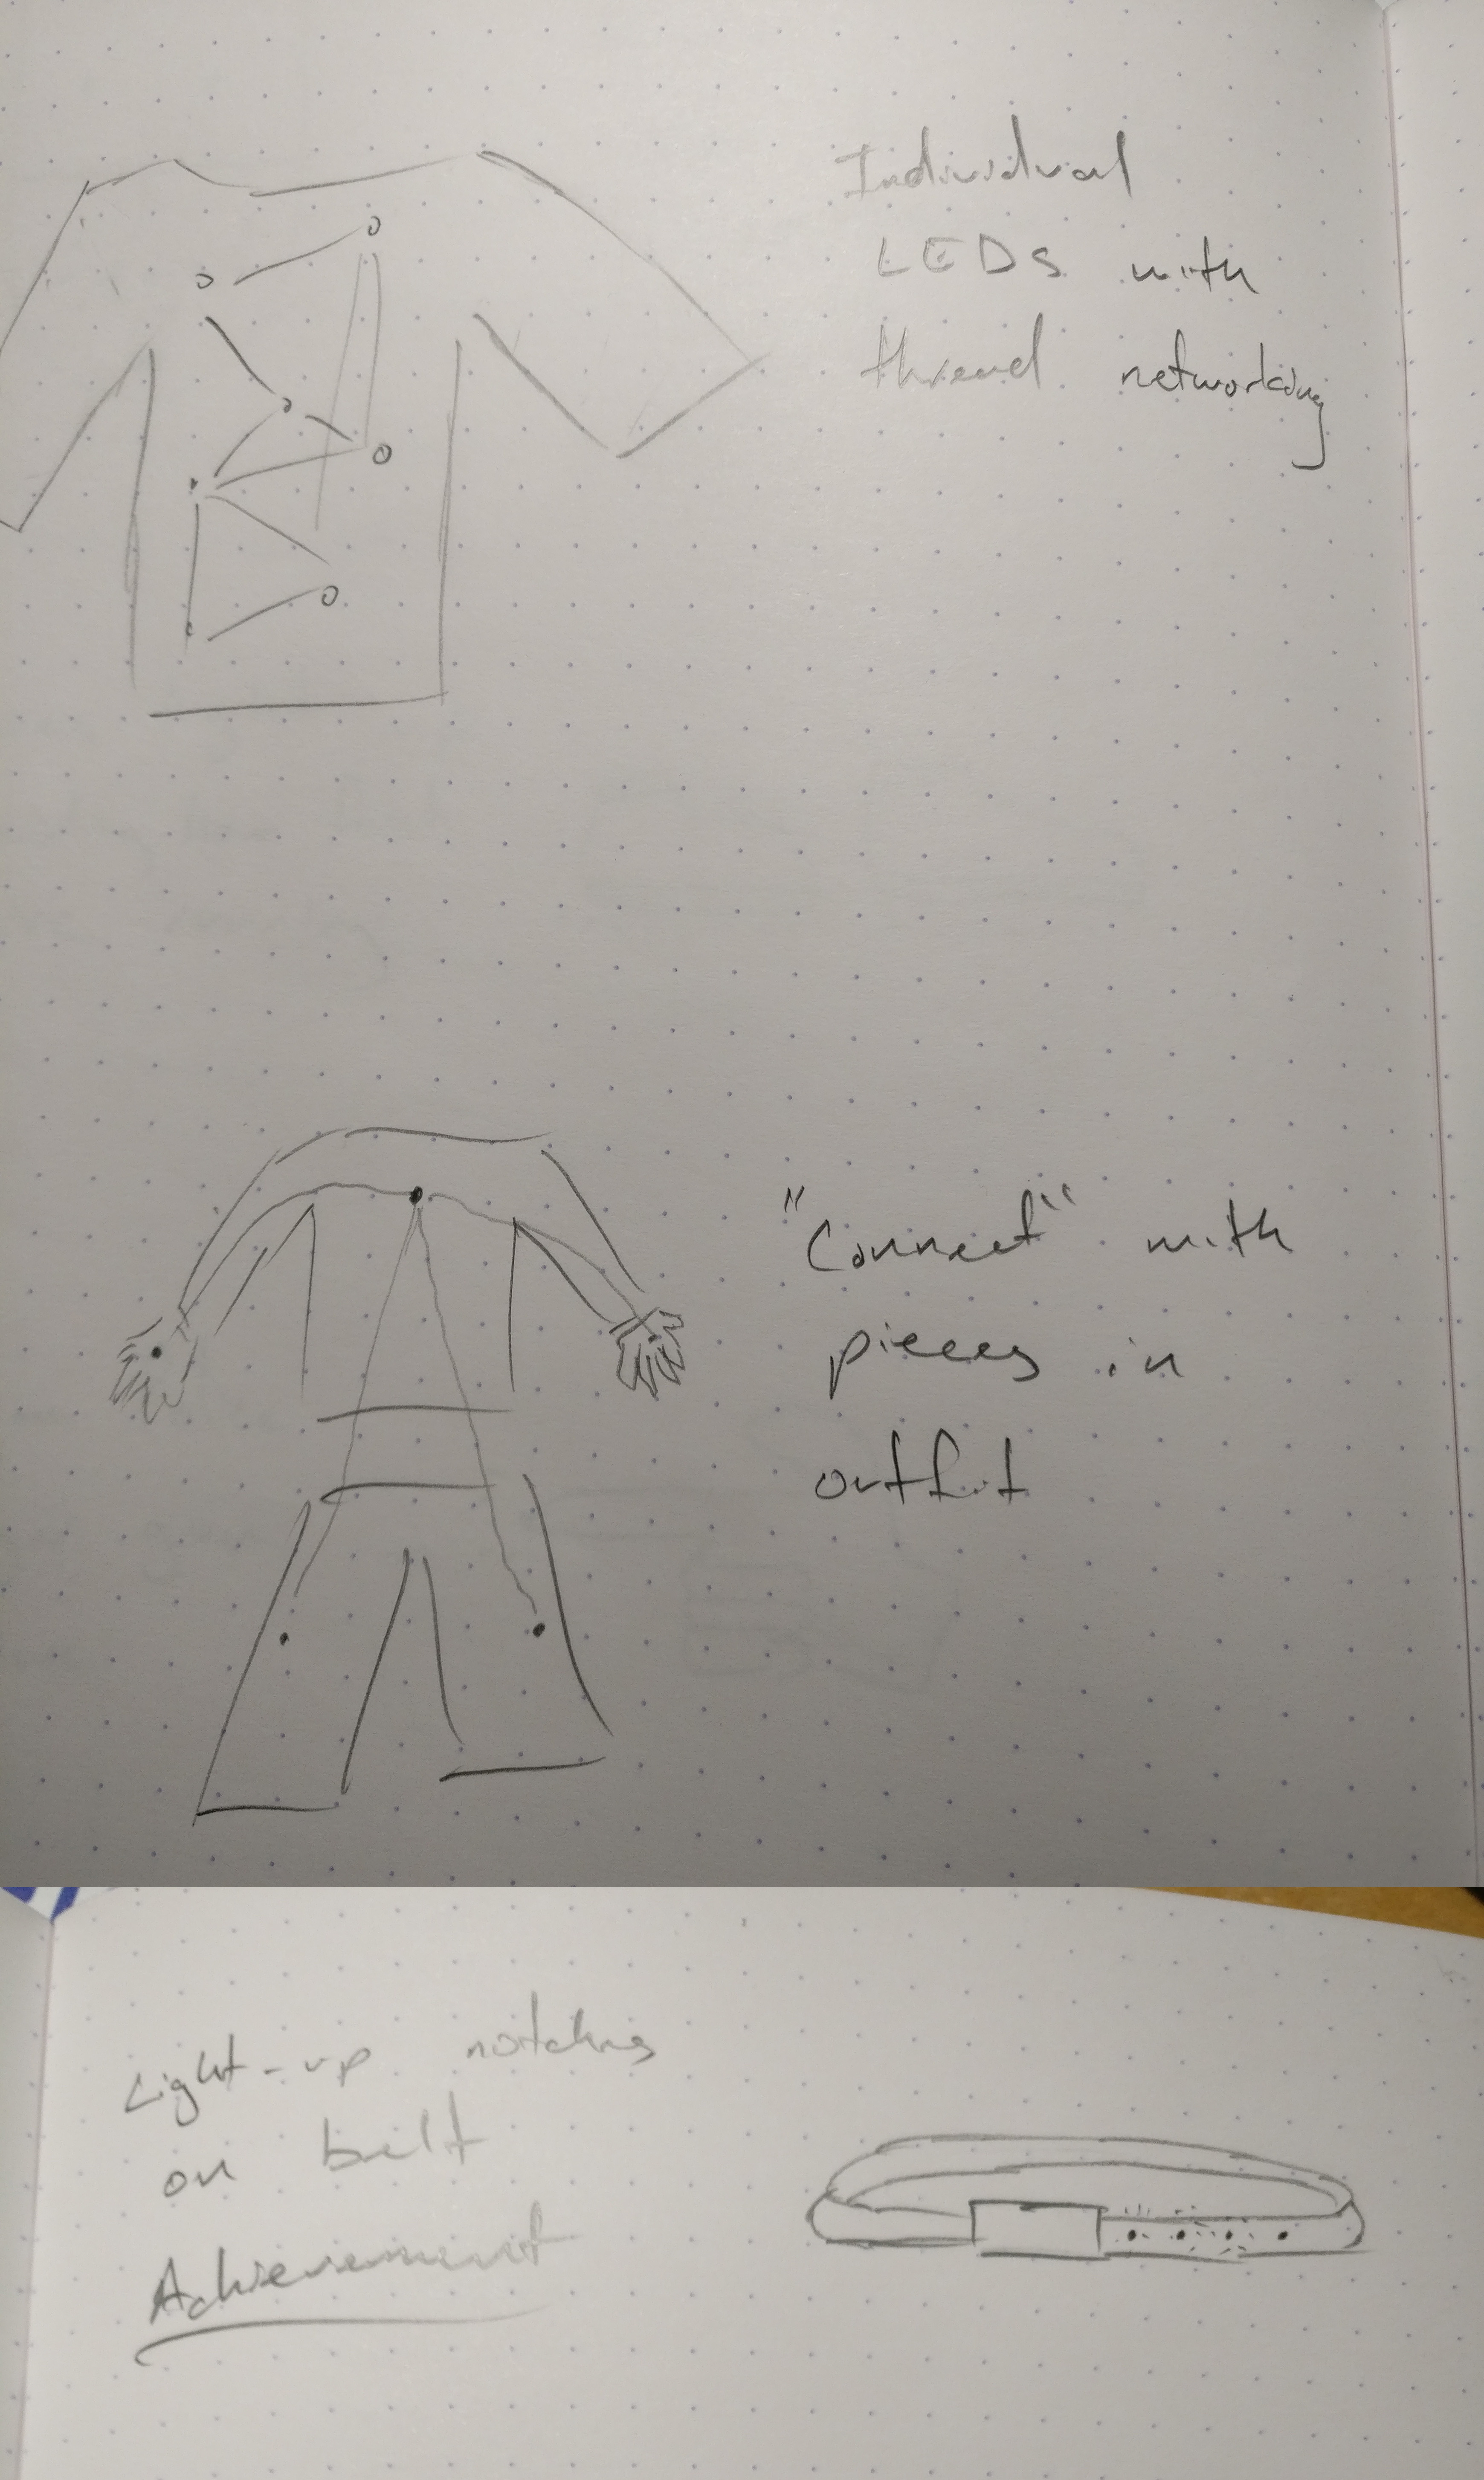 Individual
LEDs with
thread networking
"Connect" with
pieces in
outfit
Light-up notches
on belt
Achievement